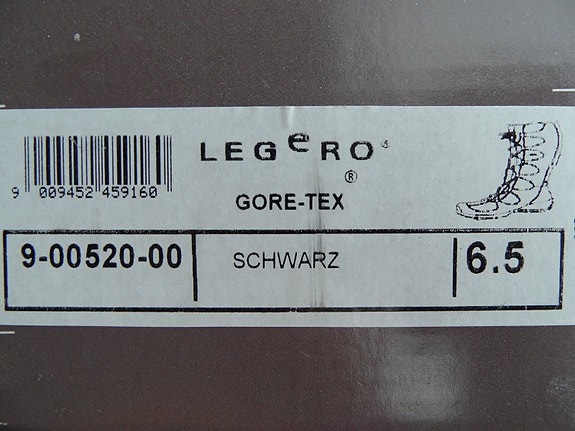 LEGeRO ®
9 009452 459160
GORE-TEX
9-00520-00 SCHWARZ 6.5